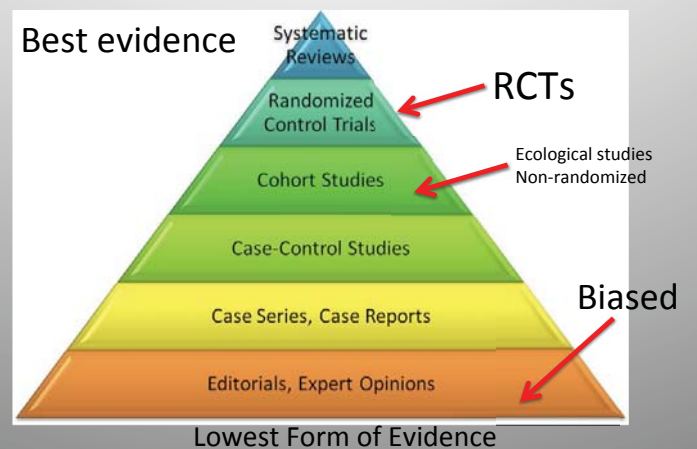 Best evidence
Systematic
Reviews
RCTs
Randomized
Control Trials
Ecological studies
Non-randomized
Cohort Studies
Case-Control Studies
Biased
Case Series, Case Reports
Editorials, Expert Opinions
Lowest Form of Evidence